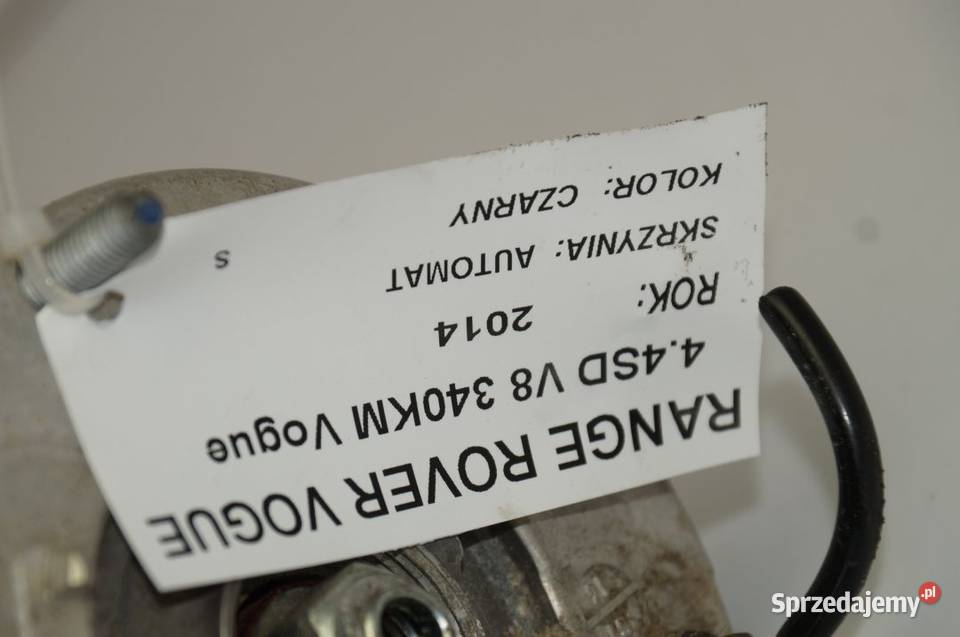 RANGE ROVER VOGUE
4.4SD V8 340KM Vogue
ROK: 2014
SKRZYNIA: AUTOMAT
KOLOR: CZARNY
s
Sprzedajemy.pl